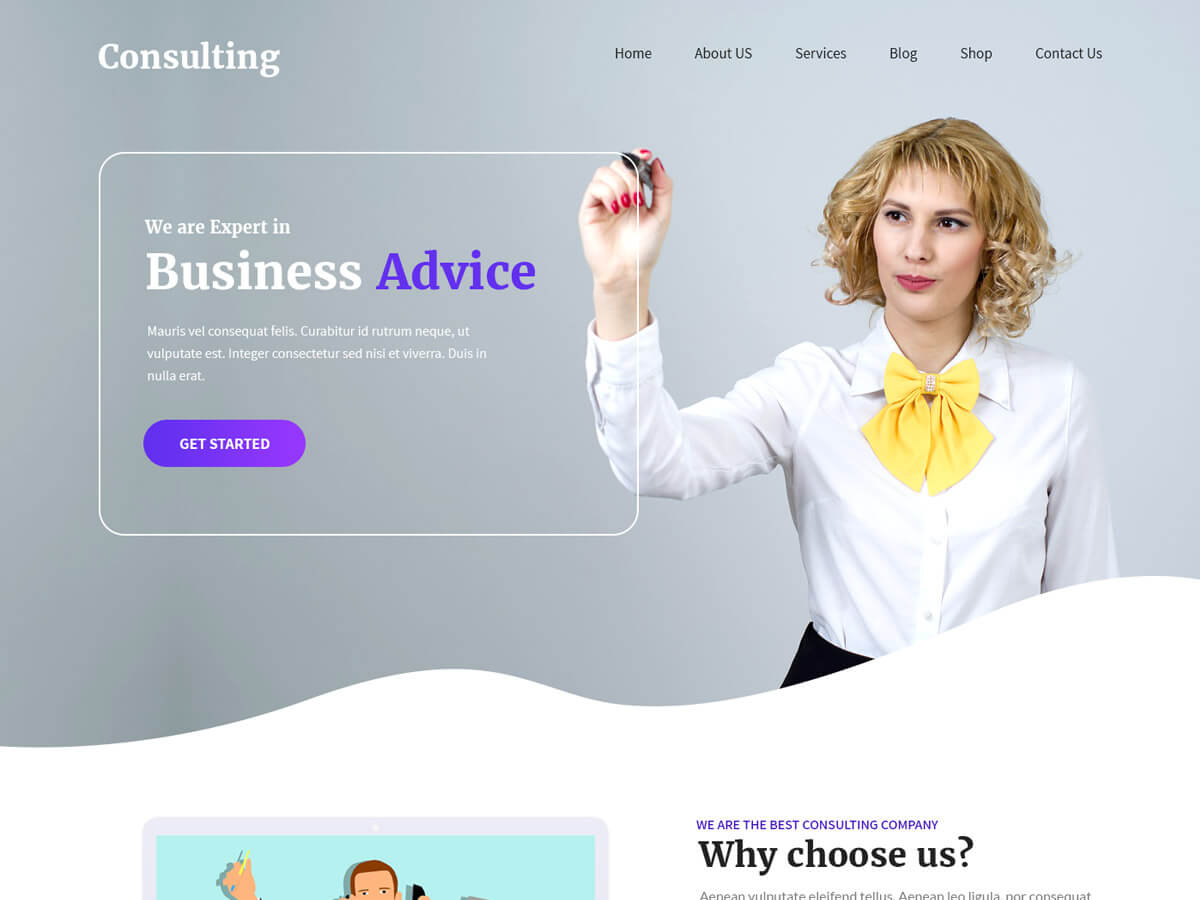 Consulting
Home About US Services Blog Shop Contact Us
We are Expert in
Business Advice
Mauris vel consequat felis. Curabitur id rutrum neque, ut
vulputate est. Integer consectetur sed nisi et viverra. Duis in
nulla erat.
GET STARTED
WE ARE THE BEST CONSULTING COMPANY
Why choose us?
Aenean vulputate eleifend tellus. Aenean leo ligula, por consequat